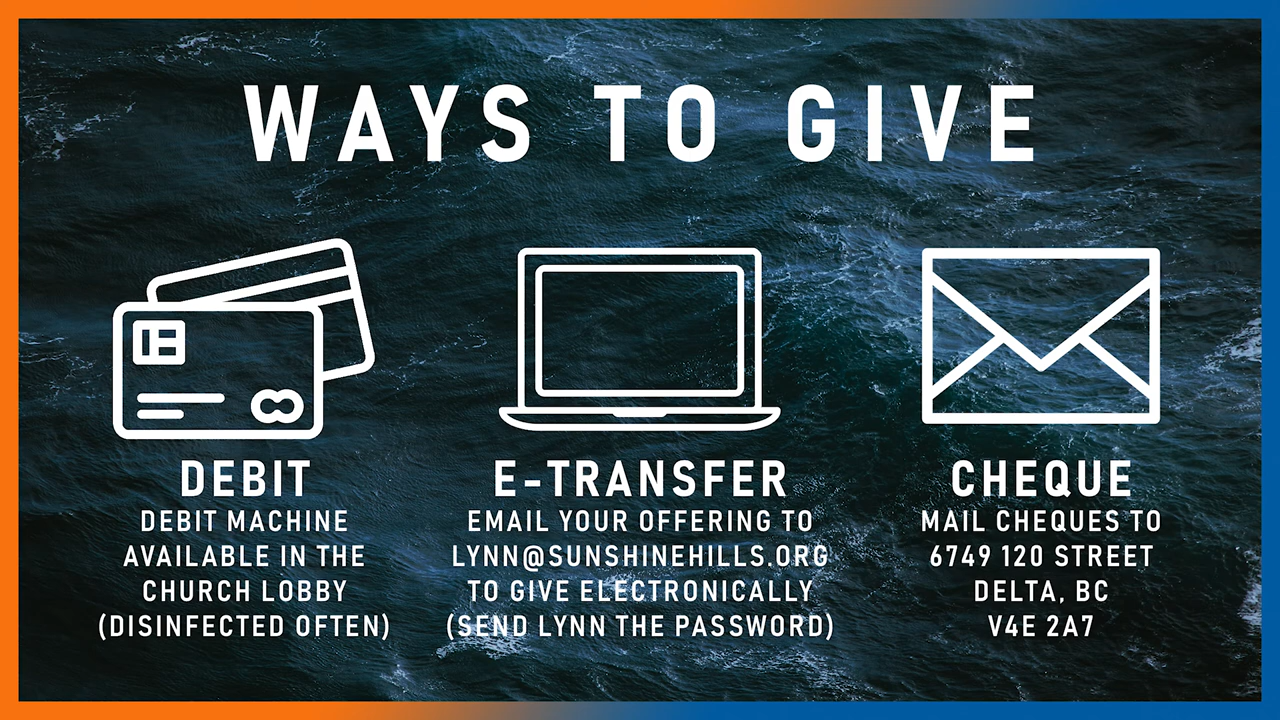 WAYS TO GIVE
DEBIT
DEBIT MACHINE
AVAILABLE IN THE
CHURCH LOBBY
(DISINFECTED OFTEN)
E-TRANSFER
EMAIL YOUR OFFERING TO
LYNN@SUNSHINEHILLS.ORG
TO GIVE ELECTRONICALLY
(SEND LYNN THE PASSWORD)
CHEQUE
MAIL CHEQUES TO
6749 120 STREET
DELTA, BC
V4E 2A7